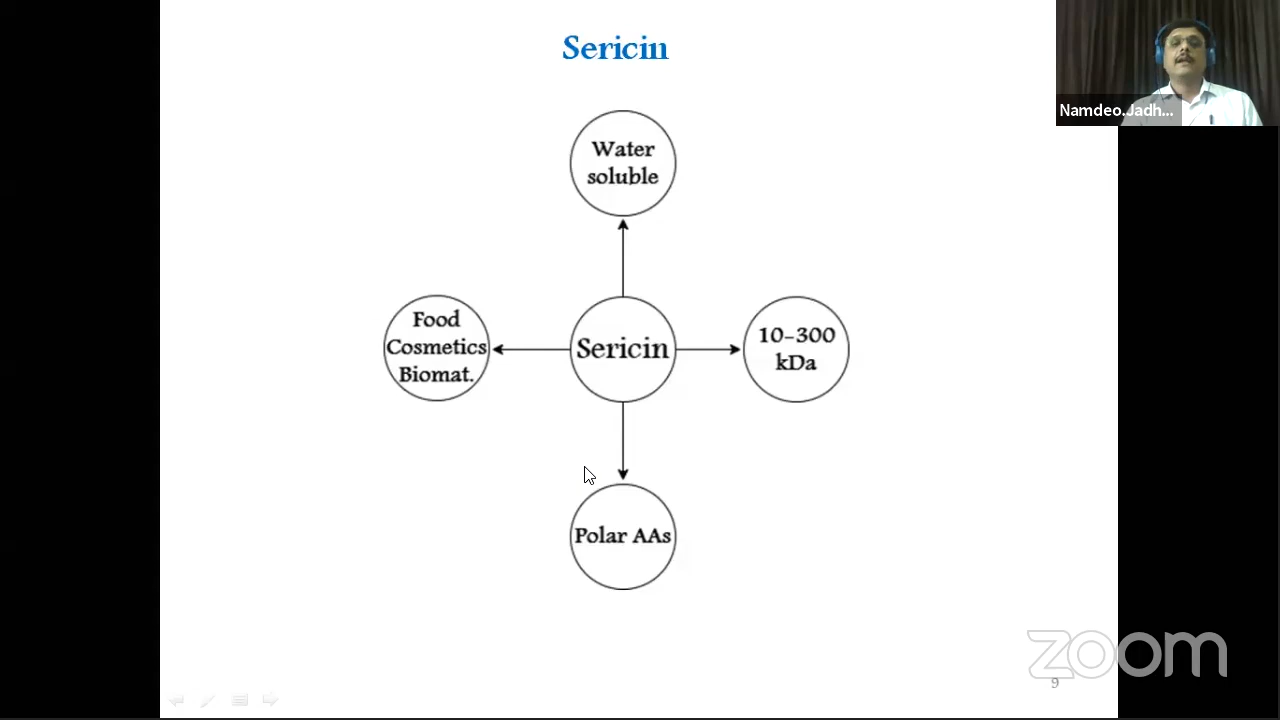 Sericin
Namdeo.Jadh...
Water
soluble
Food
Cosmetics
Biomat.
Sericin
10-300
kDa
Polar AAs
zoom
9